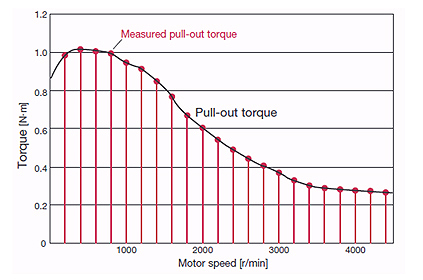 1.2
Measured pull-out torque
1.0
0.8
Pull-out torque
0.6
0.4
0.2
0
Torque [N·m]
1000 2000 3000 4000
Motor speed [r/min]